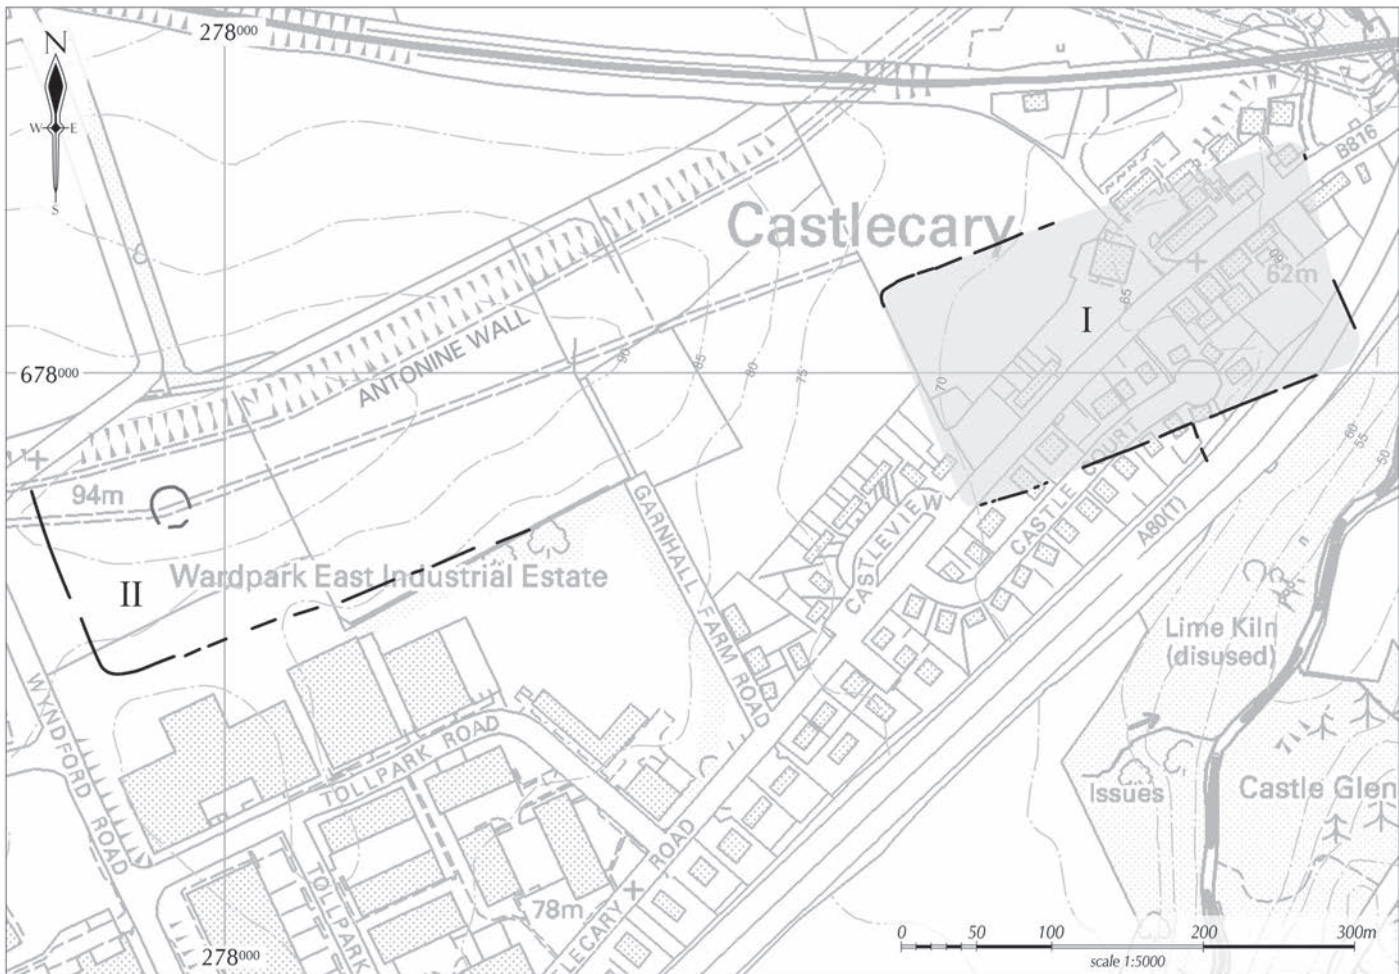 278⁰⁰⁰
N
W E
S
B816
Castlecary
62m
60
65
I
ANTONINE WALL
678⁰⁰⁰
90
85
80
75
70
94m
II
Wardpark East Industrial Estate
GARNHALL FARM ROAD
CASTLEVIEW
W
CASTLE COURT
A80(T)
60
55
50
Lime Kiln
(disused)
WYNDFORD ROAD
TOLLPARK ROAD
TOLLPARK
Issues
Castle Glen
78m
LECARY ROAD
278⁰⁰⁰
0 50 100 200 300m
scale 1:5000